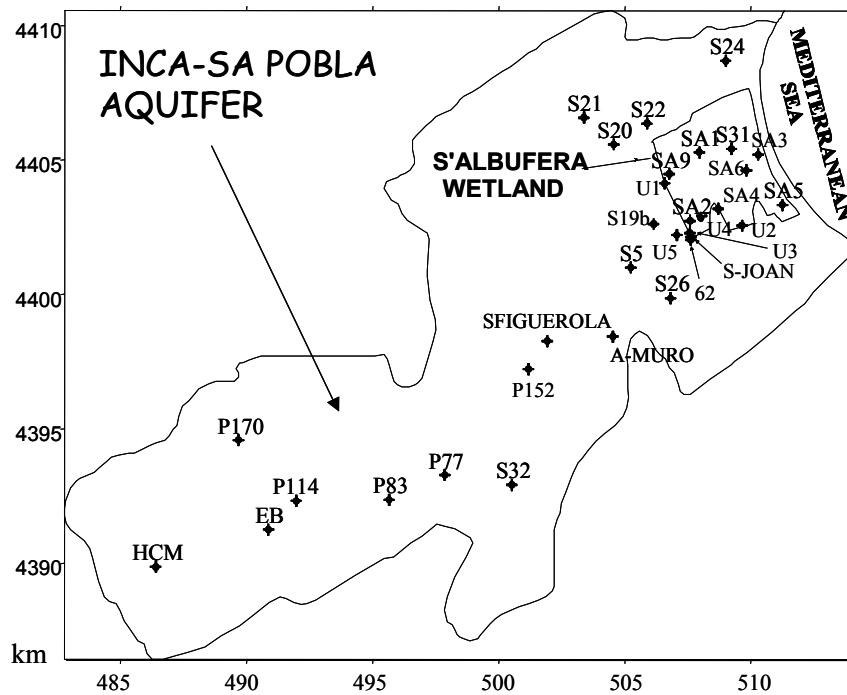 4410
INCA-SA POBLA
AQUIFER
S24
MEDITERRANEAN
SEA
S21
S22
S20
4405
S'ALBUFERA
WETLAND
SA1
S31
SA3
SA9
SA6
U1
SA5
SA4
SA2
S19b
U4
U2
U5
U3
S-JOAN
S5
62
4400
S26
SFIGUEROLA
A-MURO
P152
4395
P170
P77
S32
P114
P83
EB
4390
HCM
km
485
490
495
500
505
510